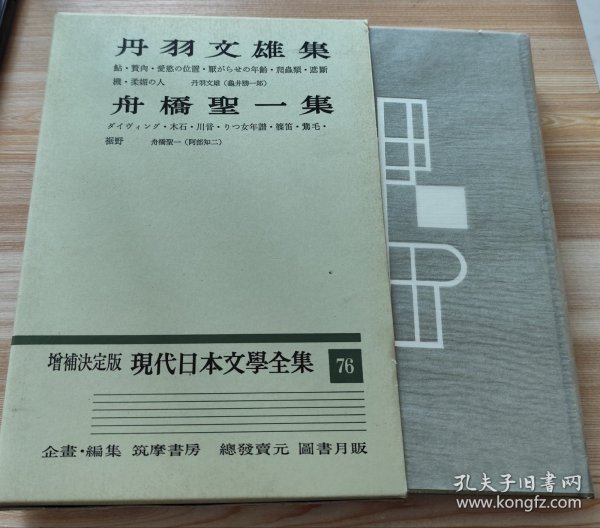 丹羽文雄集
鮎・贅肉・愛慾の位置・厭がらせの年齢・爬蟲類・遮斷
機・柔媚の人 丹羽文雄（龜井勝一郎）
舟橋聖一集
ダイヴィング・木石・川音・りつ女年譜・篠笛・鵞毛・
裾野 舟橋聖一（阿部知二）
増補決定版 現代日本文學全集 76
企畫・編集 筑摩書房 總發賣元 圖書月販
孔夫子旧书网
www.kongfz.com